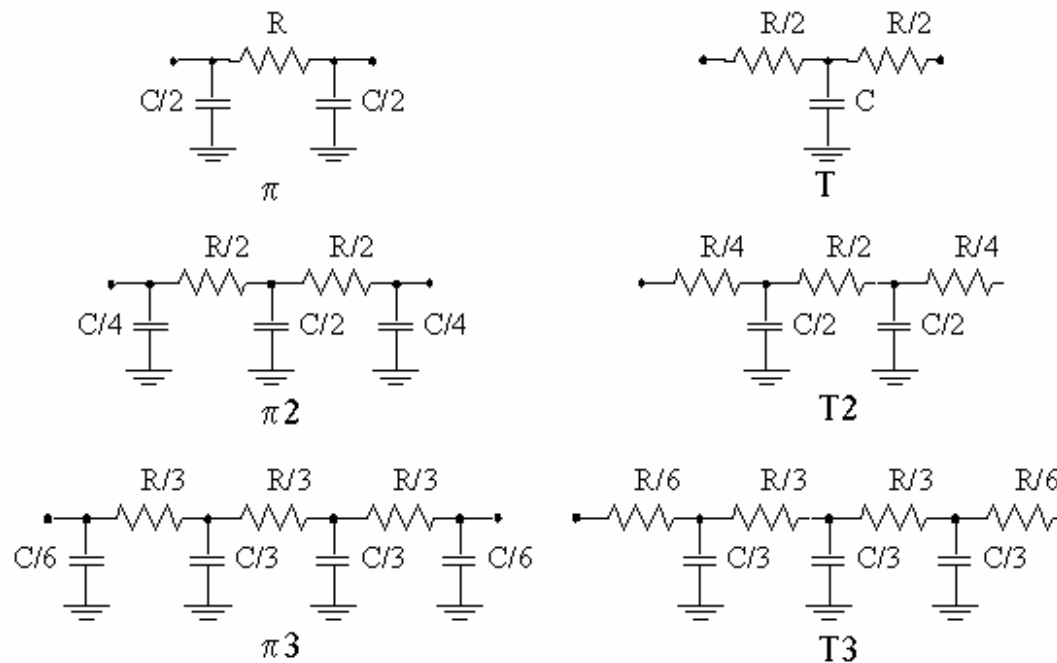 R
C/2
C/2
π
R/2 R/2
C
T
R/2 R/2
C/4
C/2
C/4
π2
R/4 R/2 R/4
C/2
C/2
T2
R/3 R/3 R/3
C/6
C/3
C/3
C/6
π3
R/6 R/3 R/3 R/6
C/3
C/3
C/3
T3